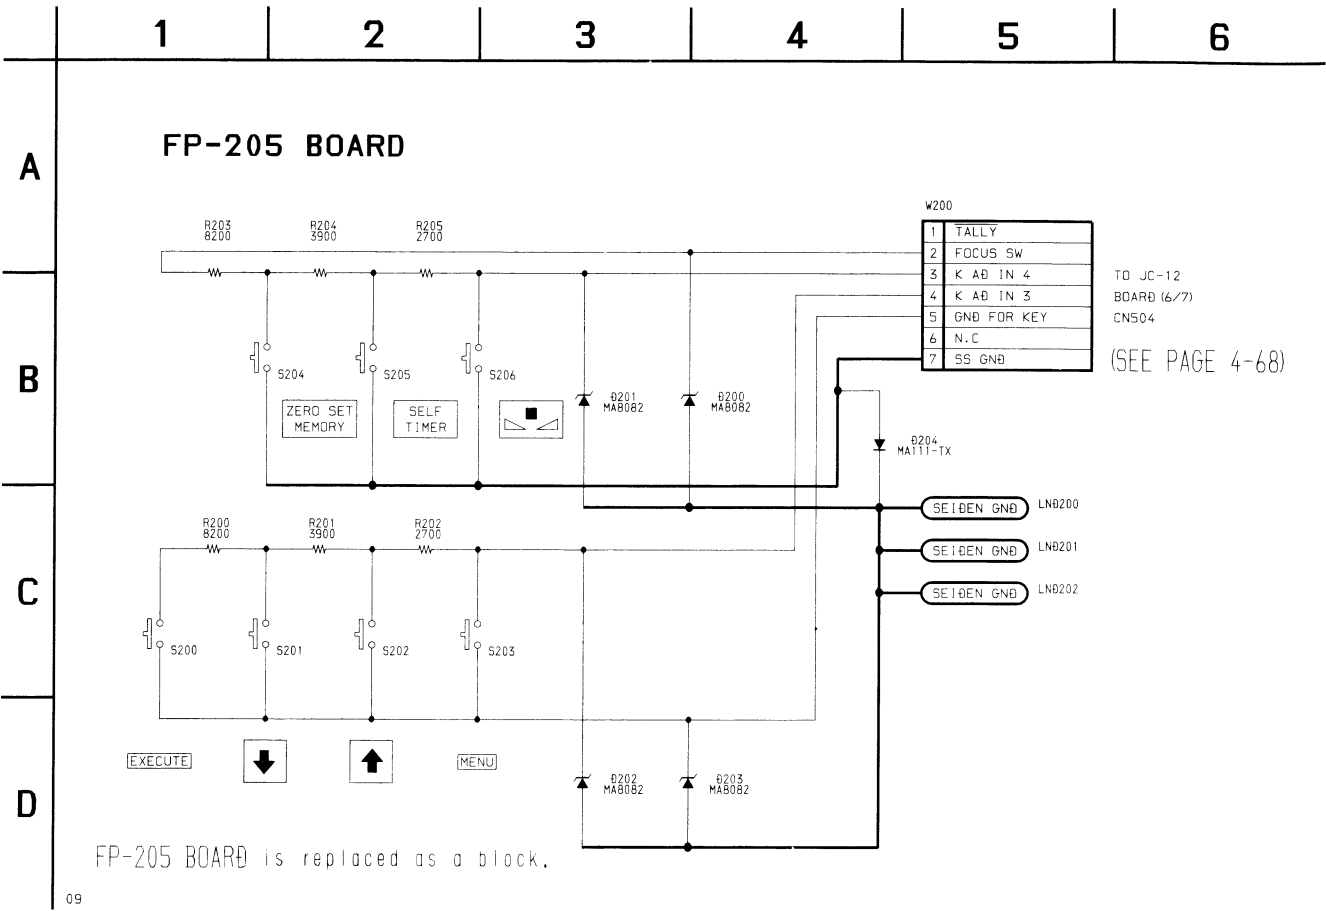 1 2 3 4 5 6
A
FP-205 BOARD
W200
R203 R204 R205
8200 3900 2700
1 TALLY
2 FOCUS SW
3 K AD IN 4 TO JC-12
4 K AD IN 3 BOARD (6/7)
5 GND FOR KEY CN504
6 N.C
7 SS GND (SEE PAGE 4-68)
B
S204 S205 S206
D201 D200
MA8082 MA8082
ZERO SET SELF
MEMORY TIMER
D204
MA111-TX
SEIDEN GND LND200
R200 R201 R202
8200 3900 2700
SEIDEN GND LND201
C
SEIDEN GND LND202
S200 S201 S202 S203
EXECUTE MENU
D202 D203
MA8082 MA8082
D
FP-205 BOARD is replaced as a block.
09